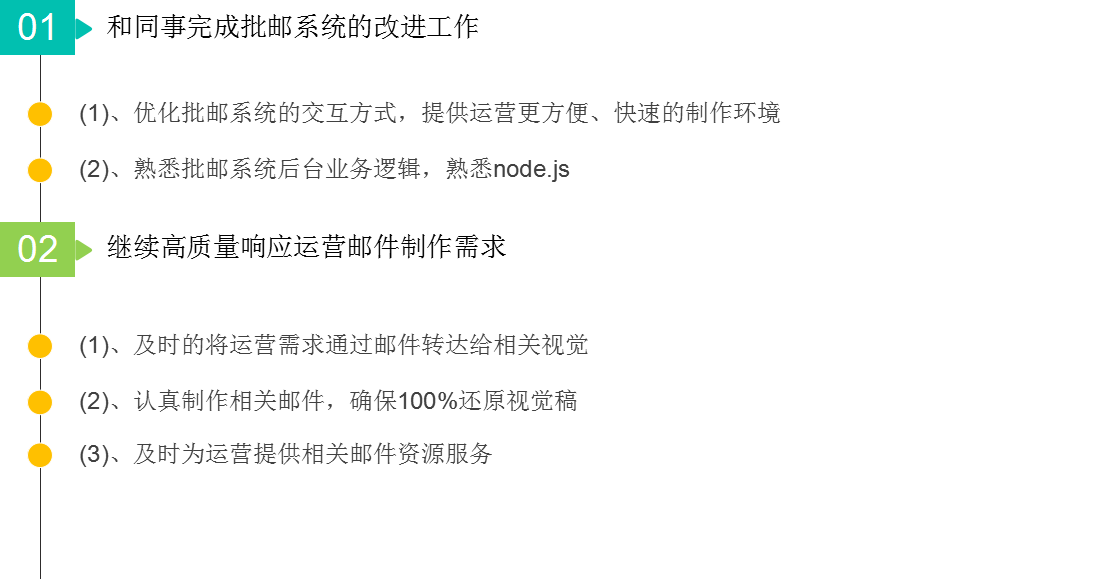 01 和同事完成批邮系统的改进工作
(1)、优化批邮系统的交互方式，提供运营更方便、快速的制作环境
(2)、熟悉批邮系统后台业务逻辑，熟悉node.js
02 继续高质量响应运营邮件制作需求
(1)、及时的将运营需求通过邮件转达给相关视觉
(2)、认真制作相关邮件，确保100%还原视觉稿
(3)、及时为运营提供相关邮件资源服务